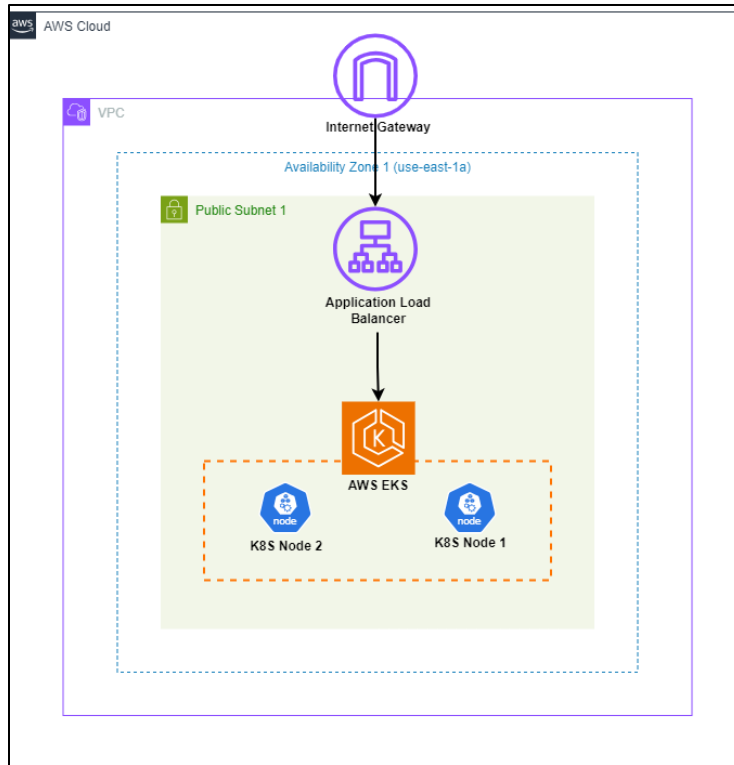 aws
AWS Cloud
Internet Gateway
VPC
Availability Zone 1 (use-east-1a)
Public Subnet 1
Application Load
Balancer
K
AWS EKS
node
node
K8S Node 2
K8S Node 1